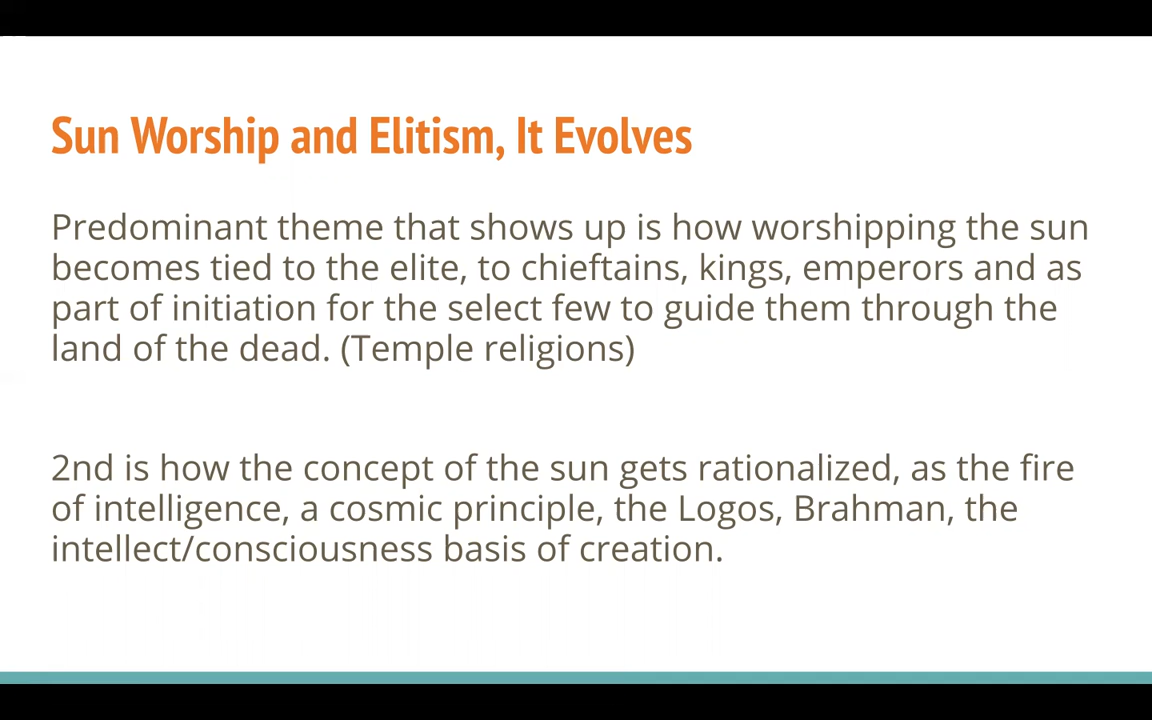 Sun Worship and Elitism, It Evolves
Predominant theme that shows up is how worshipping the sun
becomes tied to the elite, to chieftains, kings, emperors and as
part of initiation for the select few to guide them through the
land of the dead. (Temple religions)
2nd is how the concept of the sun gets rationalized, as the fire
of intelligence, a cosmic principle, the Logos, Brahman, the
intellect/consciousness basis of creation.